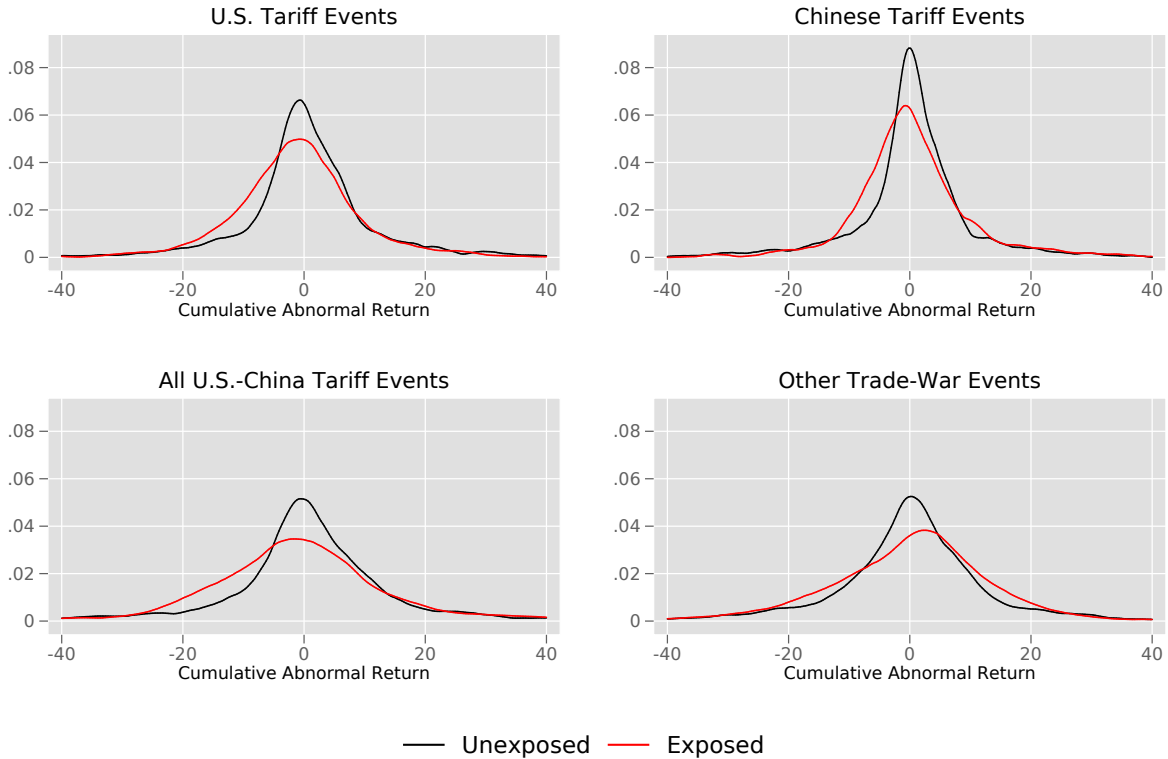 U.S. Tariff Events
Chinese Tariff Events
.08
.06
.04
.02
0
-40 -20 0 20 40
Cumulative Abnormal Return
.08
.06
.04
.02
0
-40 -20 0 20 40
Cumulative Abnormal Return
All U.S.-China Tariff Events
Other Trade-War Events
.08
.06
.04
.02
0
-40 -20 0 20 40
Cumulative Abnormal Return
.08
.06
.04
.02
0
-40 -20 0 20 40
Cumulative Abnormal Return
Unexposed Exposed